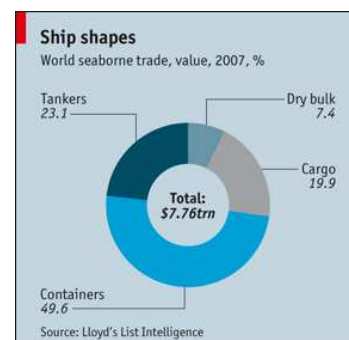 Ship shapes
World seaborne trade, value, 2007, %
Tankers
23.1
Dry bulk
7.4
Cargo
19.9
Total:
$7.76trn
Containers
49.6
Source: Lloyd's List Intelligence